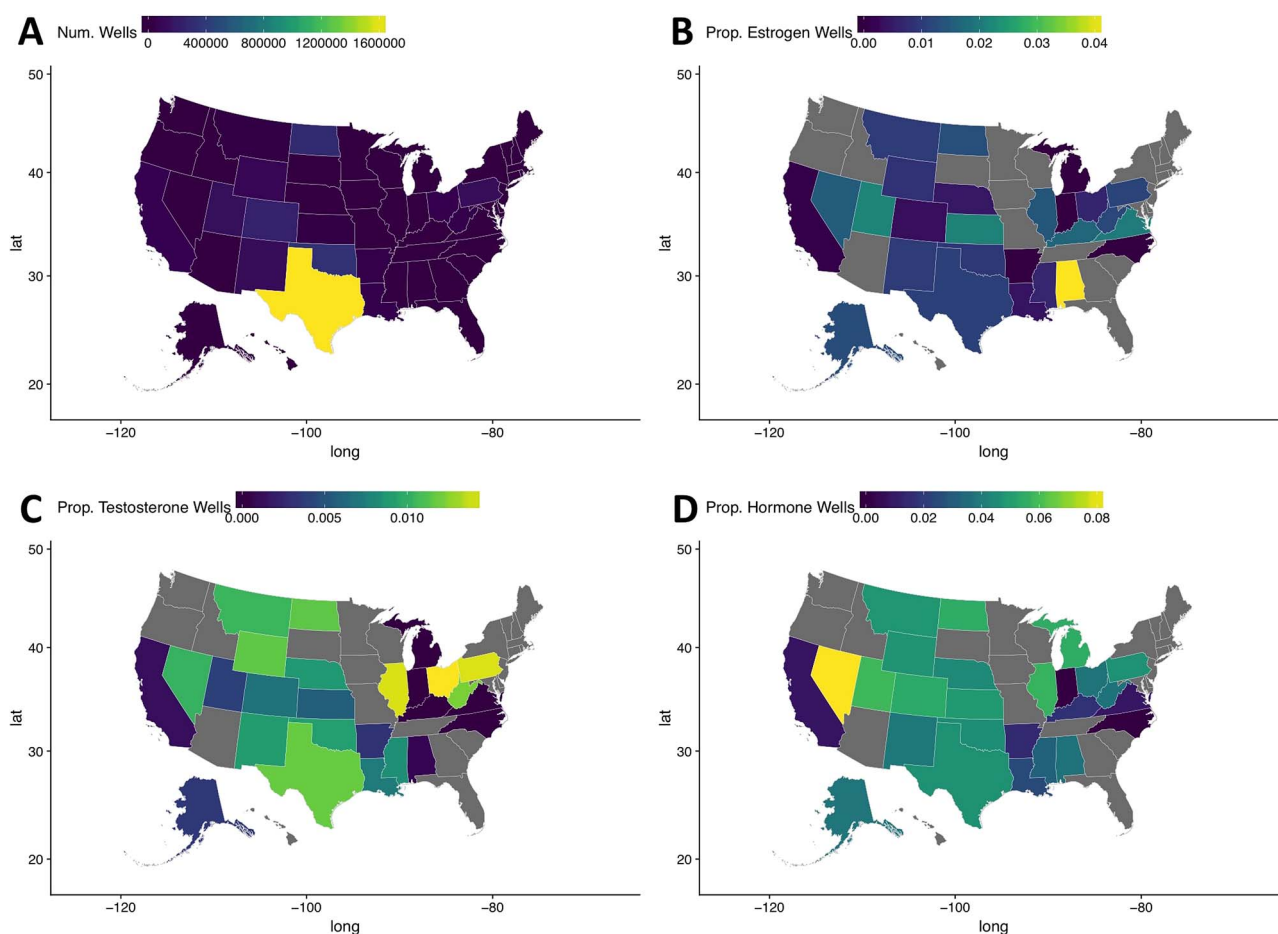 A Num. Wells
0 400000 800000 1200000 1600000
50
40
30
20
lat
−120 −100 −80
long
B Prop. Estrogen Wells
0.00 0.01 0.02 0.03 0.04
50
40
30
20
lat
−120 −100 −80
long
C Prop. Testosterone Wells
0.000 0.005 0.010
50
40
30
20
lat
−120 −100 −80
long
D Prop. Hormone Wells
0.00 0.02 0.04 0.06 0.08
50
40
30
20
lat
−120 −100 −80
long